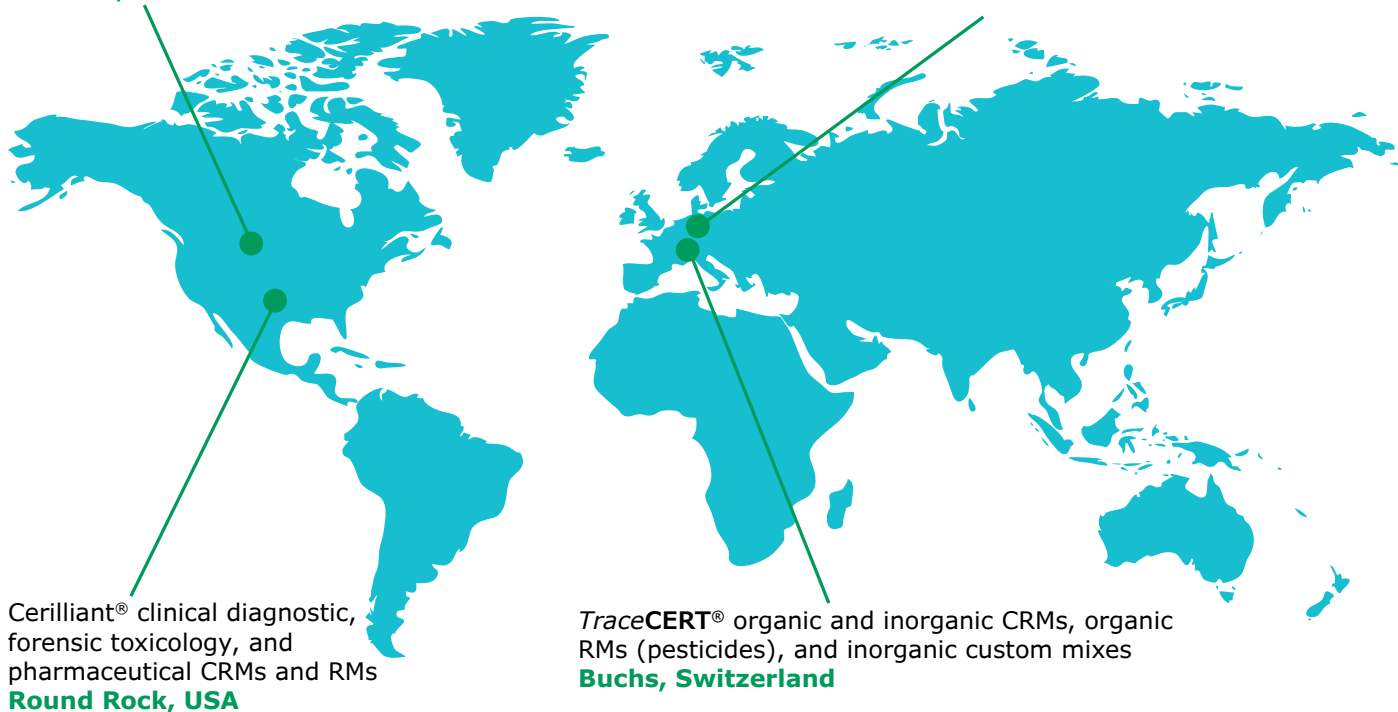 Cerilliant® clinical diagnostic,
forensic toxicology, and
pharmaceutical CRMs and RMs
Round Rock, USA
TraceCERT® organic and inorganic CRMs, organic
RMs (pesticides), and inorganic custom mixes
Buchs, Switzerland